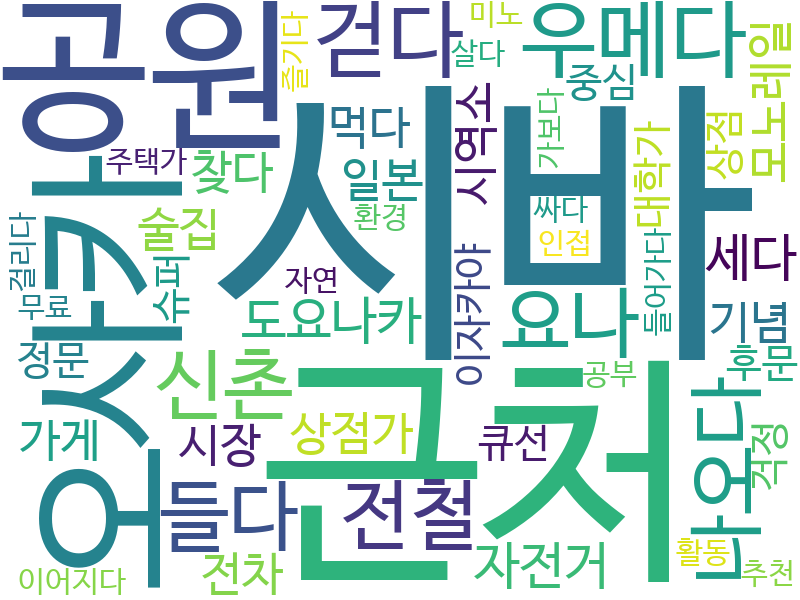 공원
즐기다
걷다
미노
살다
우메다
중심
모노레일
오사카
시바
주택가
찾다
먹다
일본
환경
시역소
가보다
싸다
인접
대학가
상점
세다
걸리다
무료
술집
슈퍼
자연
도요나카
이자카야
요나
들어가다
기념
정문
신촌
근처
공부
후문
가게
시장
상점가
큐선
나오다
걱정
들다
전철
자전거
활동
이어지다
전차
추천